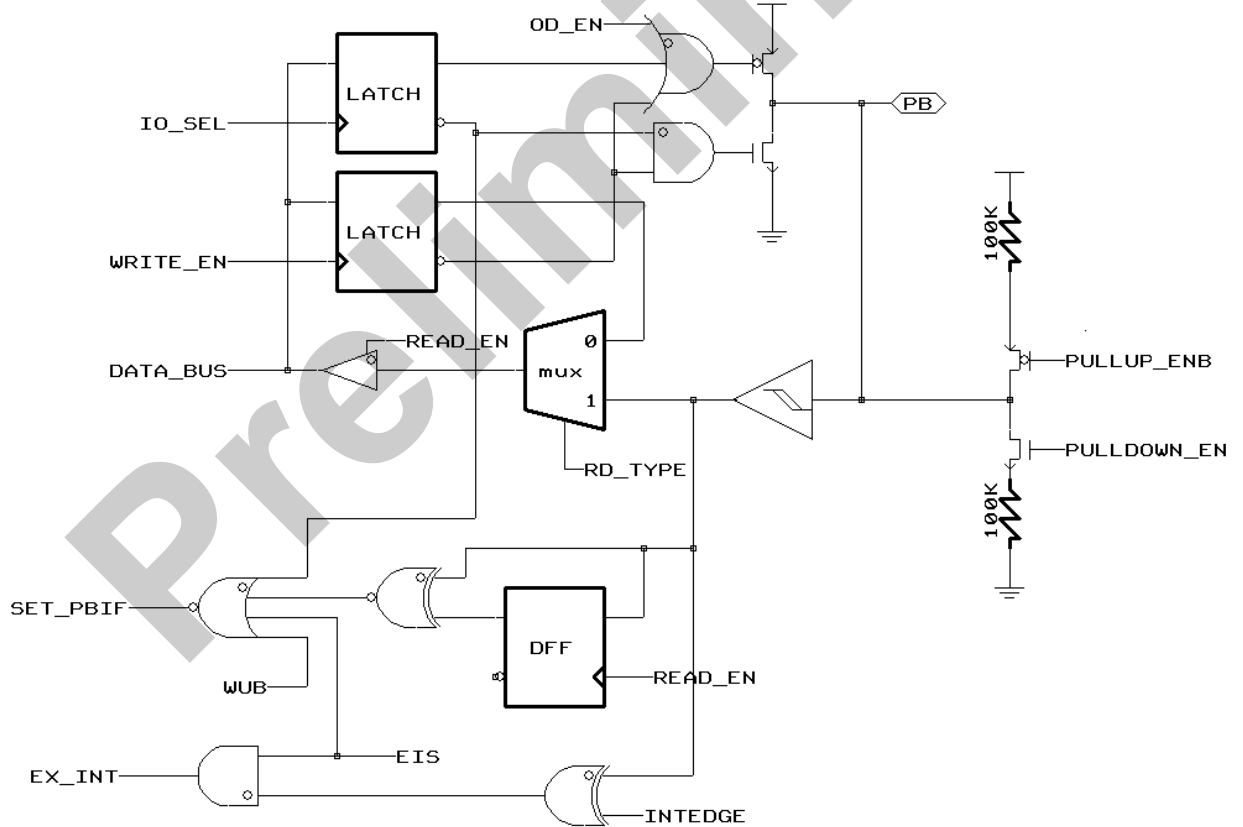 OD_EN
LATCH
IO_SEL
PB
LATCH
WRITE_EN
100K
READ_EN
0
DATA_BUS
mux
1
PULLUP_ENB
RD_TYPE
PULLDOWN_EN
100K
SET_PBIF
DFF
READ_EN
WUB
EIS
EX_INT
INTEDGE
Prelimin